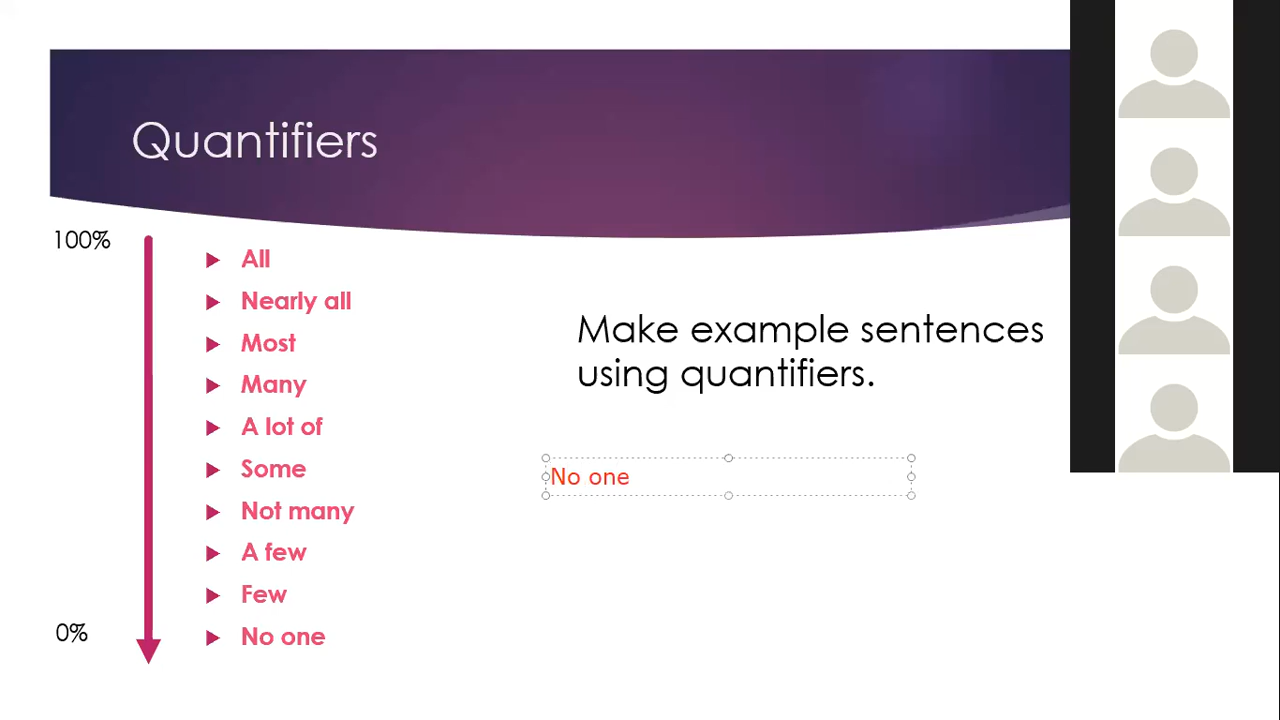 Quantifiers
100%
All
Nearly all
Most
Many
A lot of
Some
Not many
A few
Few
No one
0%
Make example sentences
using quantifiers.
No one